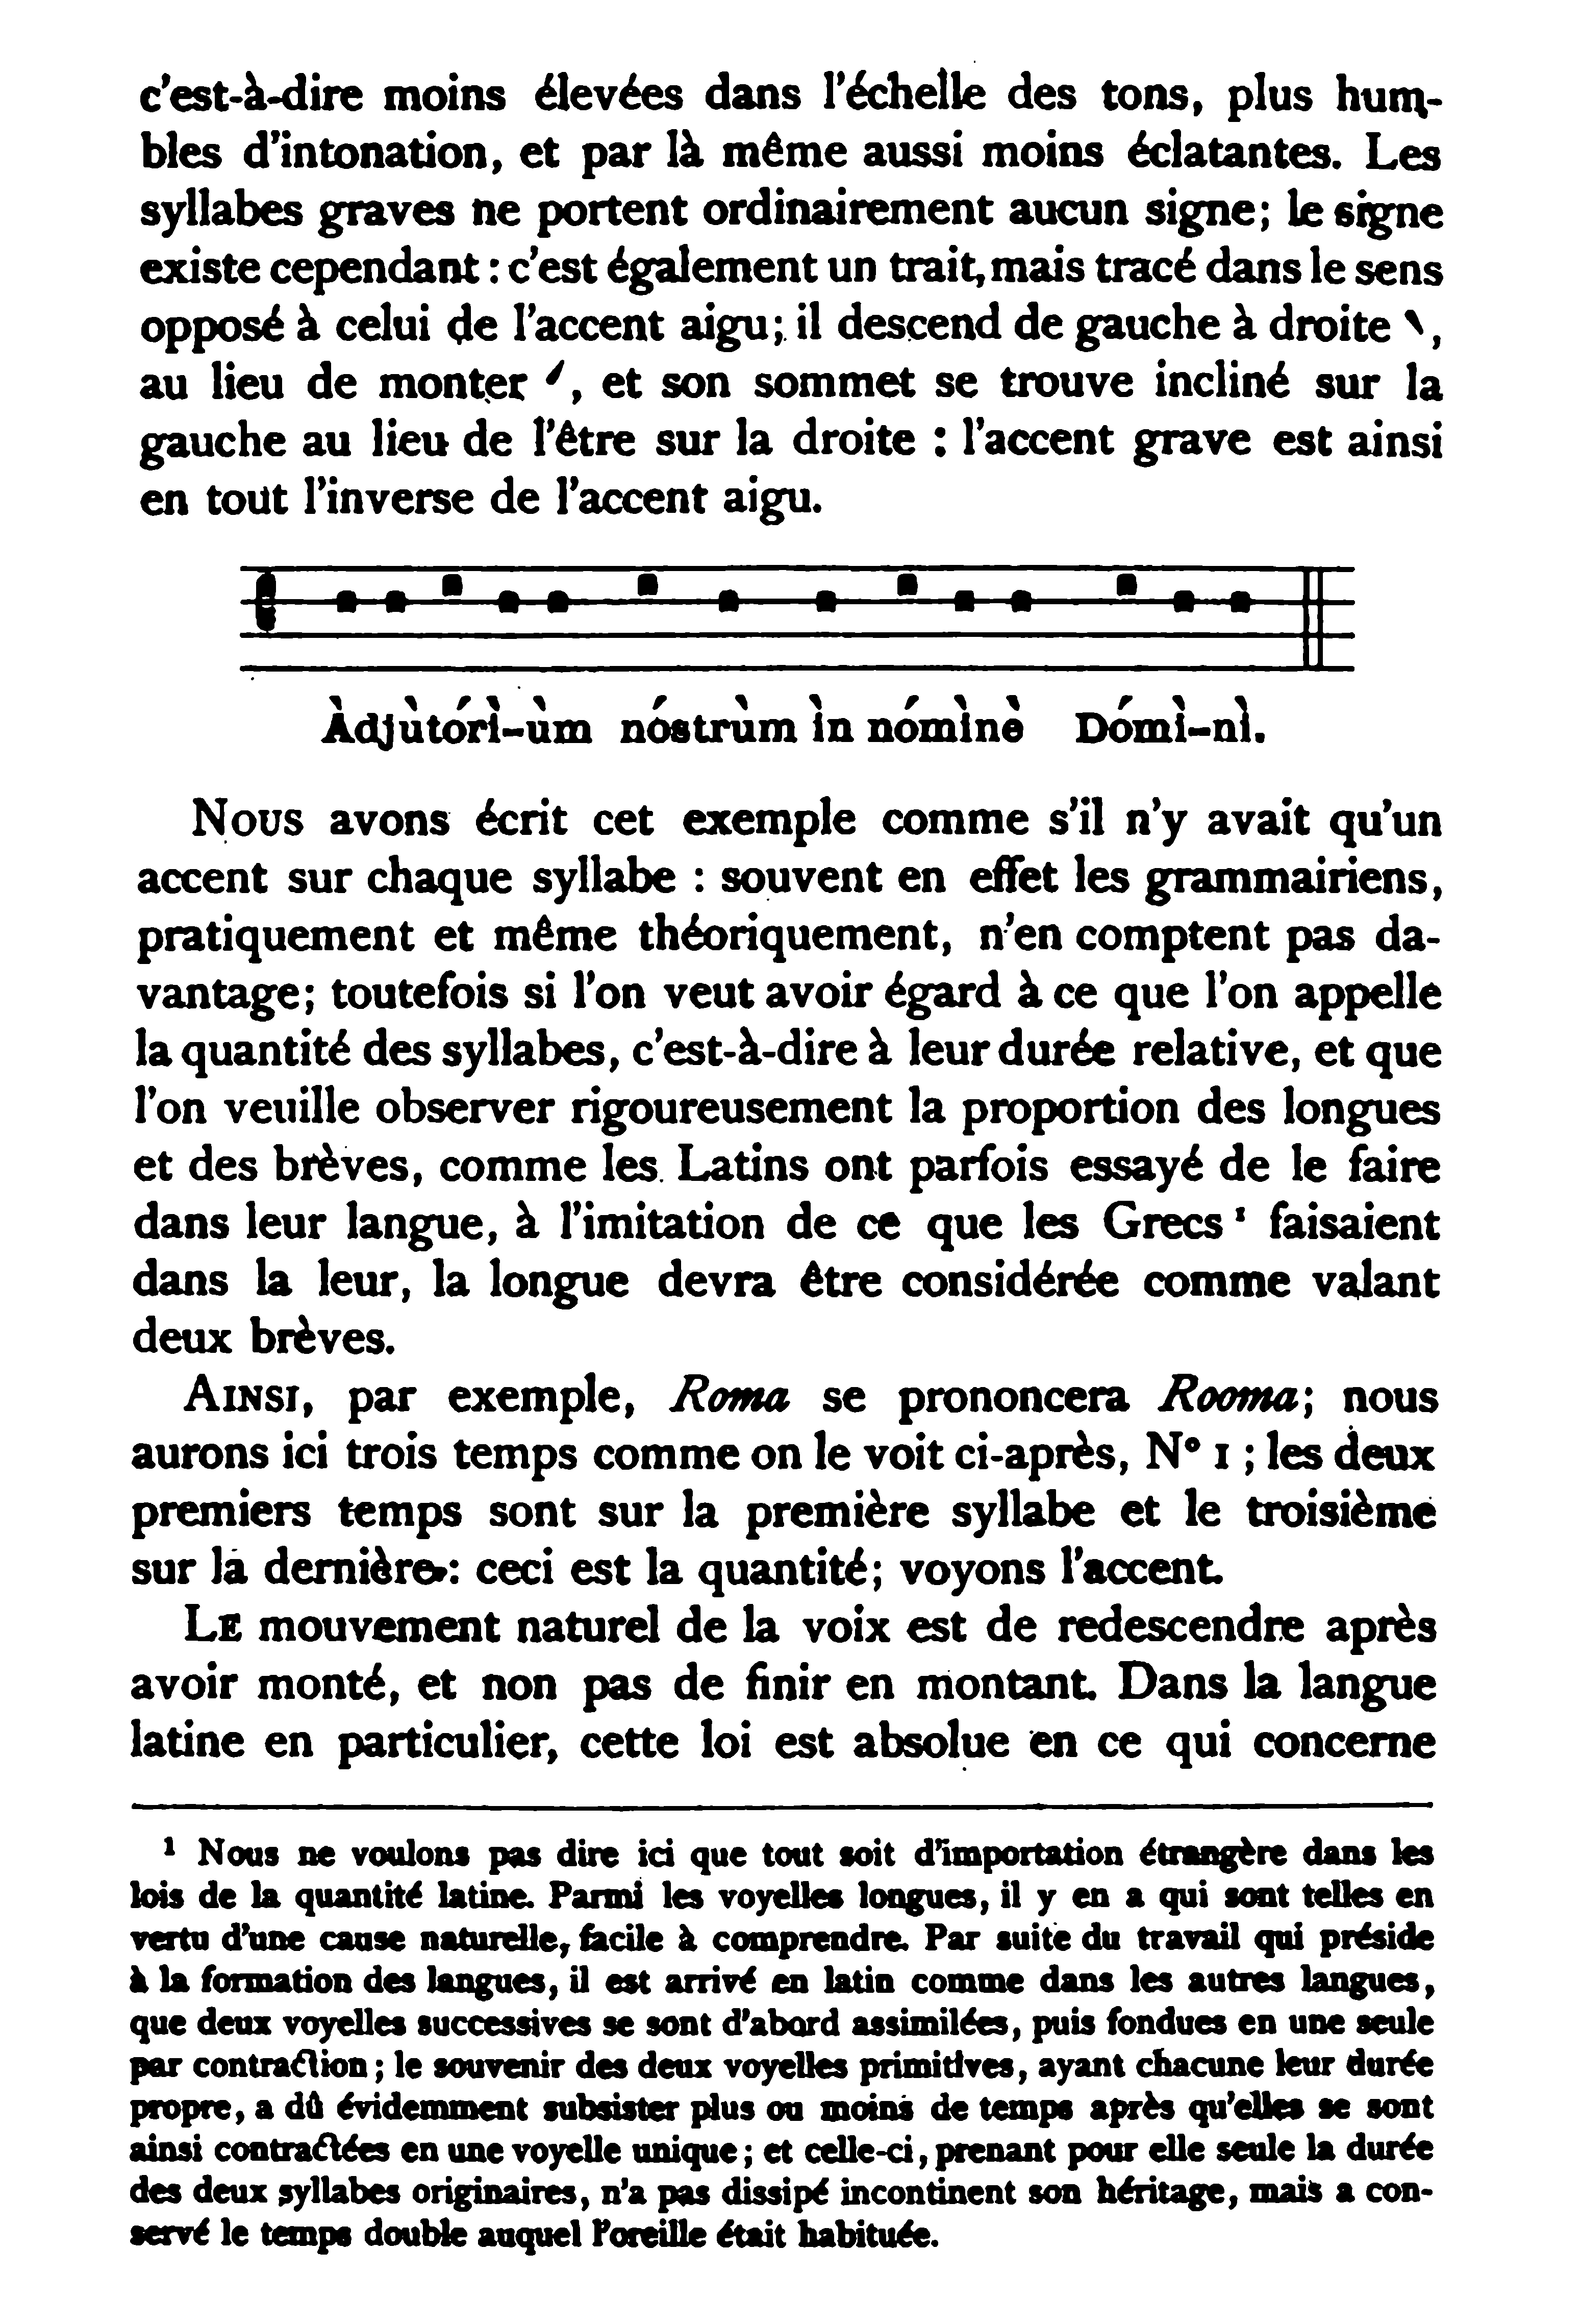 c'est-à-dire moins élevées dans l'échelle des tons, plus hum-
bles d'intonation, et par là même aussi moins éclatantes. Les
syllabes graves ne portent ordinairement aucun signe; le signe
existe cependant : c'est également un trait, mais tracé dans le sens
opposé à celui de l'accent aigu; il descend de gauche à droite ˋ,
au lieu de monter ˊ, et son sommet se trouve incliné sur la
gauche au lieu de l'être sur la droite : l'accent grave est ainsi
en tout l'inverse de l'accent aigu.
Àdjùtórì-ùm nóstrùm ìn nómìnè Dómì-nì.
NOUS avons écrit cet exemple comme s'il n'y avait qu'un
accent sur chaque syllabe : souvent en effet les grammairiens,
pratiquement et même théoriquement, n'en comptent pas da-
vantage; toutefois si l'on veut avoir égard à ce que l'on appelle
la quantité des syllabes, c'est-à-dire à leur durée relative, et que
l'on veuille observer rigoureusement la proportion des longues
et des brèves, comme les Latins ont parfois essayé de le faire
dans leur langue, à l'imitation de ce que les Grecs ¹ faisaient
dans la leur, la longue devra être considérée comme valant
deux brèves.
AINSI, par exemple, Roma se prononcera Rooma; nous
aurons ici trois temps comme on le voit ci-après, N° 1 ; les deux
premiers temps sont sur la première syllabe et le troisième
sur la dernière : ceci est la quantité; voyons l'accent.
LE mouvement naturel de la voix est de redescendre après
avoir monté, et non pas de finir en montant. Dans la langue
latine en particulier, cette loi est absolue en ce qui concerne
¹ Nous ne voulons pas dire ici que tout soit d'importation étrangère dans les
lois de la quantité latine. Parmi les voyelles longues, il y en a qui sont telles en
vertu d'une cause naturelle, facile à comprendre. Par suite du travail qui préside
à la formation des langues, il est arrivé en latin comme dans les autres langues,
que deux voyelles successives se sont d'abord assimilées, puis fondues en une seule
par contraction ; le souvenir des deux voyelles primitives, ayant chacune leur durée
propre, a dû évidemment subsister plus ou moins de temps après qu'elles se sont
ainsi contractées en une voyelle unique ; et celle-ci, prenant pour elle seule la durée
des deux syllabes originaires, n'a pas dissipé incontinent son héritage, mais a con-
servé le temps double auquel l'oreille était habituée.